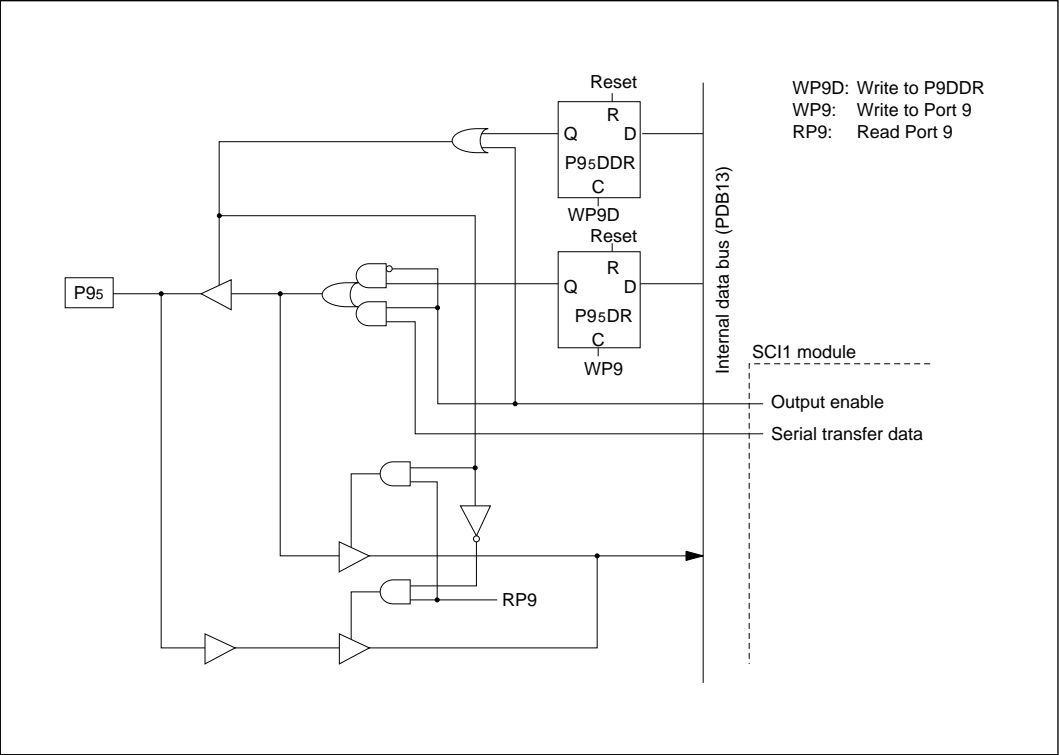 Reset
R
Q D
P95DDR
C
WP9D
WP9D: Write to P9DDR
WP9: Write to Port 9
RP9: Read Port 9
Internal data bus (PDB13)
Reset
R
Q D
P95DR
C
WP9
P95
SCI1 module
Output enable
Serial transfer data
RP9